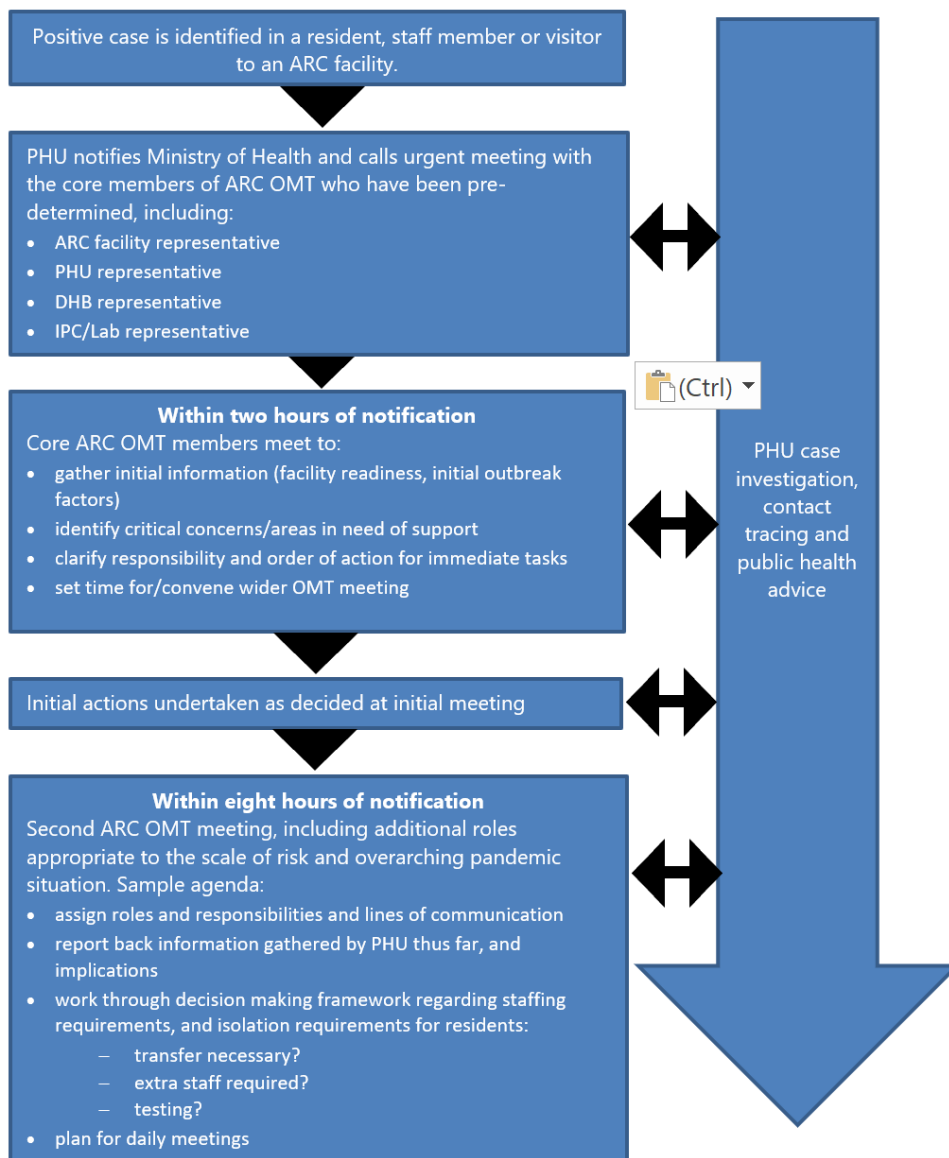 Positive case is identified in a resident, staff member or visitor
to an ARC facility.
PHU notifies Ministry of Health and calls urgent meeting with
the core members of ARC OMT who have been pre-
determined, including:
• ARC facility representative
• PHU representative
• DHB representative
• IPC/Lab representative
(Ctrl)
Within two hours of notification
Core ARC OMT members meet to:
• gather initial information (facility readiness, initial outbreak
factors)
• identify critical concerns/areas in need of support
• clarify responsibility and order of action for immediate tasks
• set time for/convene wider OMT meeting
Initial actions undertaken as decided at initial meeting
Within eight hours of notification
Second ARC OMT meeting, including additional roles
appropriate to the scale of risk and overarching pandemic
situation. Sample agenda:
• assign roles and responsibilities and lines of communication
• report back information gathered by PHU thus far, and
implications
• work through decision making framework regarding staffing
requirements, and isolation requirements for residents:
– transfer necessary?
– extra staff required?
– testing?
• plan for daily meetings
PHU case
investigation,
contact
tracing and
public health
advice